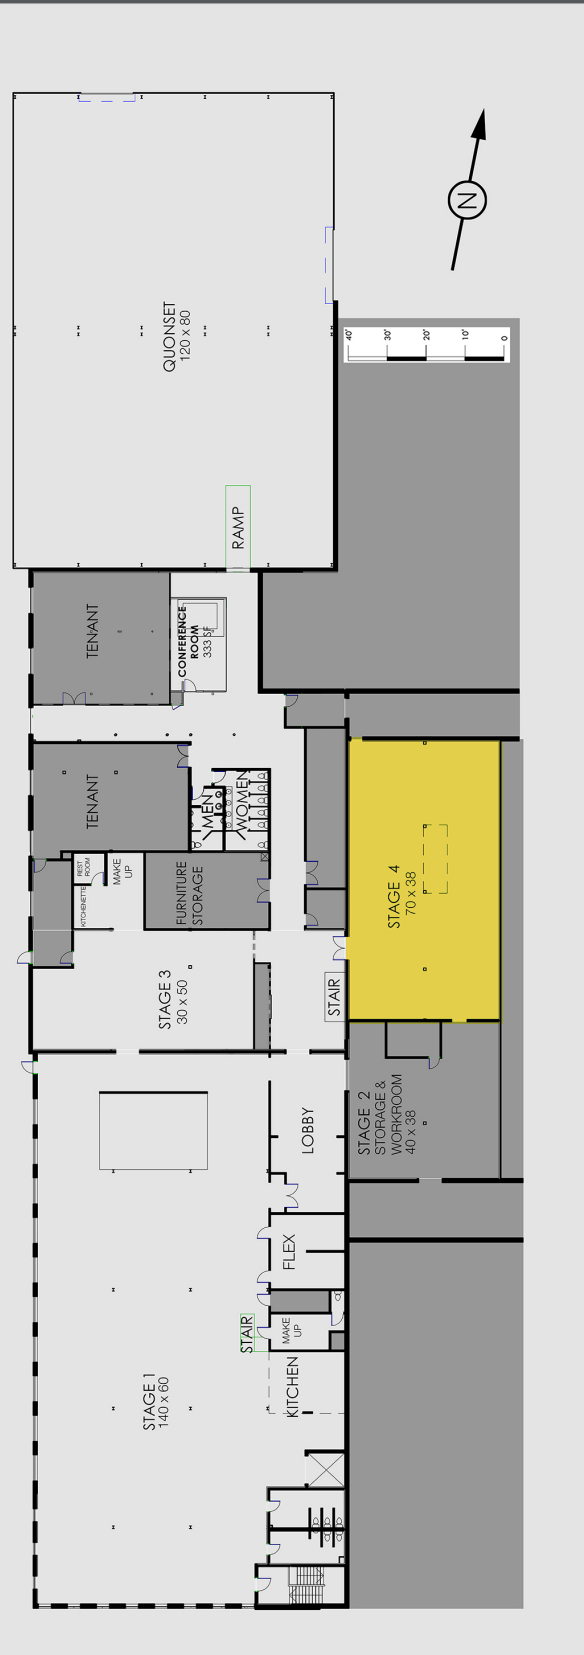 N
40'
30'
20'
10'
0
QUONSET
120 x 80
RAMP
TENANT
CONFERENCE
ROOM
333 SF
TENANT
MEN
WOMEN
REST
ROOM
MAKE
UP
KITCHENETTE
FURNITURE
STORAGE
STAGE 4
70 x 38
STAGE 3
30 x 50
STAIR
LOBBY
STAGE 2
STORAGE &
WORKROOM
40 x 38
FLEX
STAIR
MAKE
UP
KITCHEN
STAGE 1
140 x 60